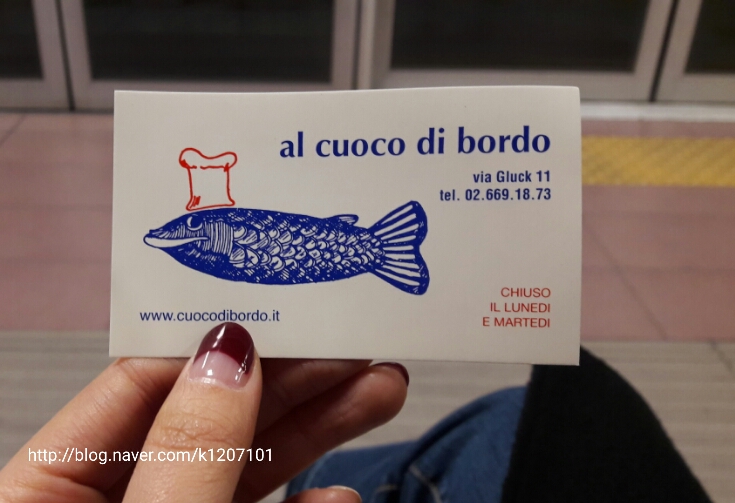 al cuoco di bordo
via Gluck 11
tel. 02.669.18.73
CHIUSO
IL LUNEDI
E MARTEDI
www.cuocodibordo.it
http://blog.naver.com/k1207101